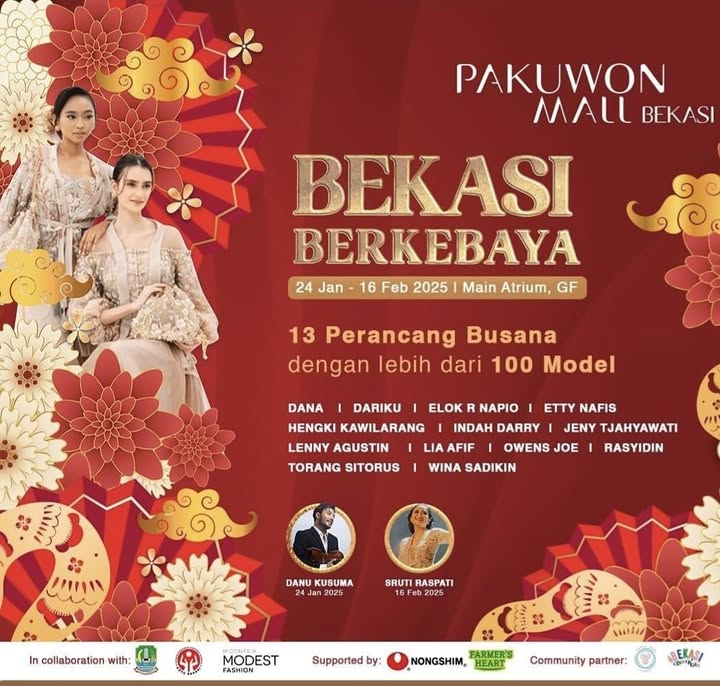 PAKUWON
MALL BEKASI
BEKASI
BERKEBAYA
24 Jan - 16 Feb 2025 | Main Atrium, GF
13 Perancang Busana
dengan lebih dari 100 Model
DANA | DARIKU | ELOK R NAPIO | ETTY NAFIS
HENGKI KAWILARANG | INDAH DARRY | JENY TJAHYAWATI
LENNY AGUSTIN | LIA AFIF | OWENS JOE | RASYIDIN
TORANG SITORUS | WINA SADIKIN
DANU KUSUMA
24 Jan 2025
SRUTI RASPATI
16 Feb 2025
In collaboration with:
INDONESIA
MODEST
FASHION
Supported by:
NONGSHIM
FARMER'S
HEART
Community partner:
BEKASI